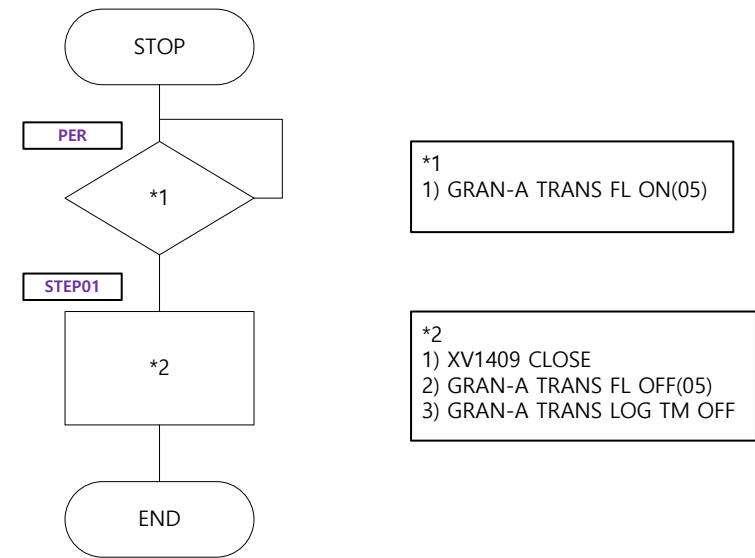 STOP
PER
*1
*1
1) GRAN-A TRANS FL ON(05)
STEP01
*2
*2
1) XV1409 CLOSE
2) GRAN-A TRANS FL OFF(05)
3) GRAN-A TRANS LOG TM OFF
END